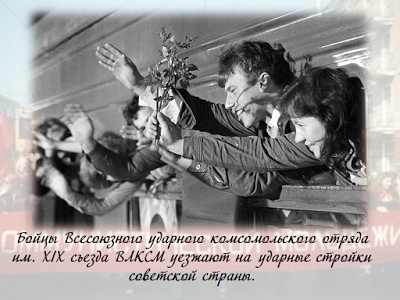 Бойцы Всесоюзного ударного комсомольского отряда
им. XIX съезда ВЛКСМ уезжают на ударные стройки
советской страны.